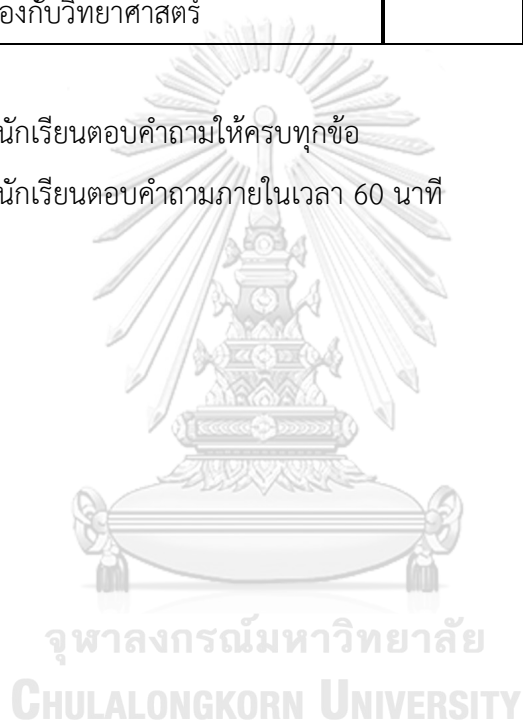 องกับวิทยาศาสตร์
นักเรียนตอบคำถามให้ครบทุกข้อ
นักเรียนตอบคำถามภายในเวลา 60 นาที
จุฬาลงกรณ์มหาวิทยาลัย
CHULALONGKORN UNIVERSITY